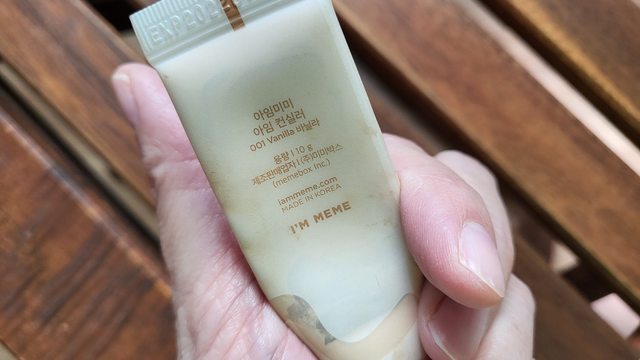 아임미미
아임 컨실러
001 Vanilla 바닐라
용량 I 10 g
제조판매업자 I (주)미미박스
(memebox inc.)
iammeme.com
MADE IN KOREA
I'M MEME